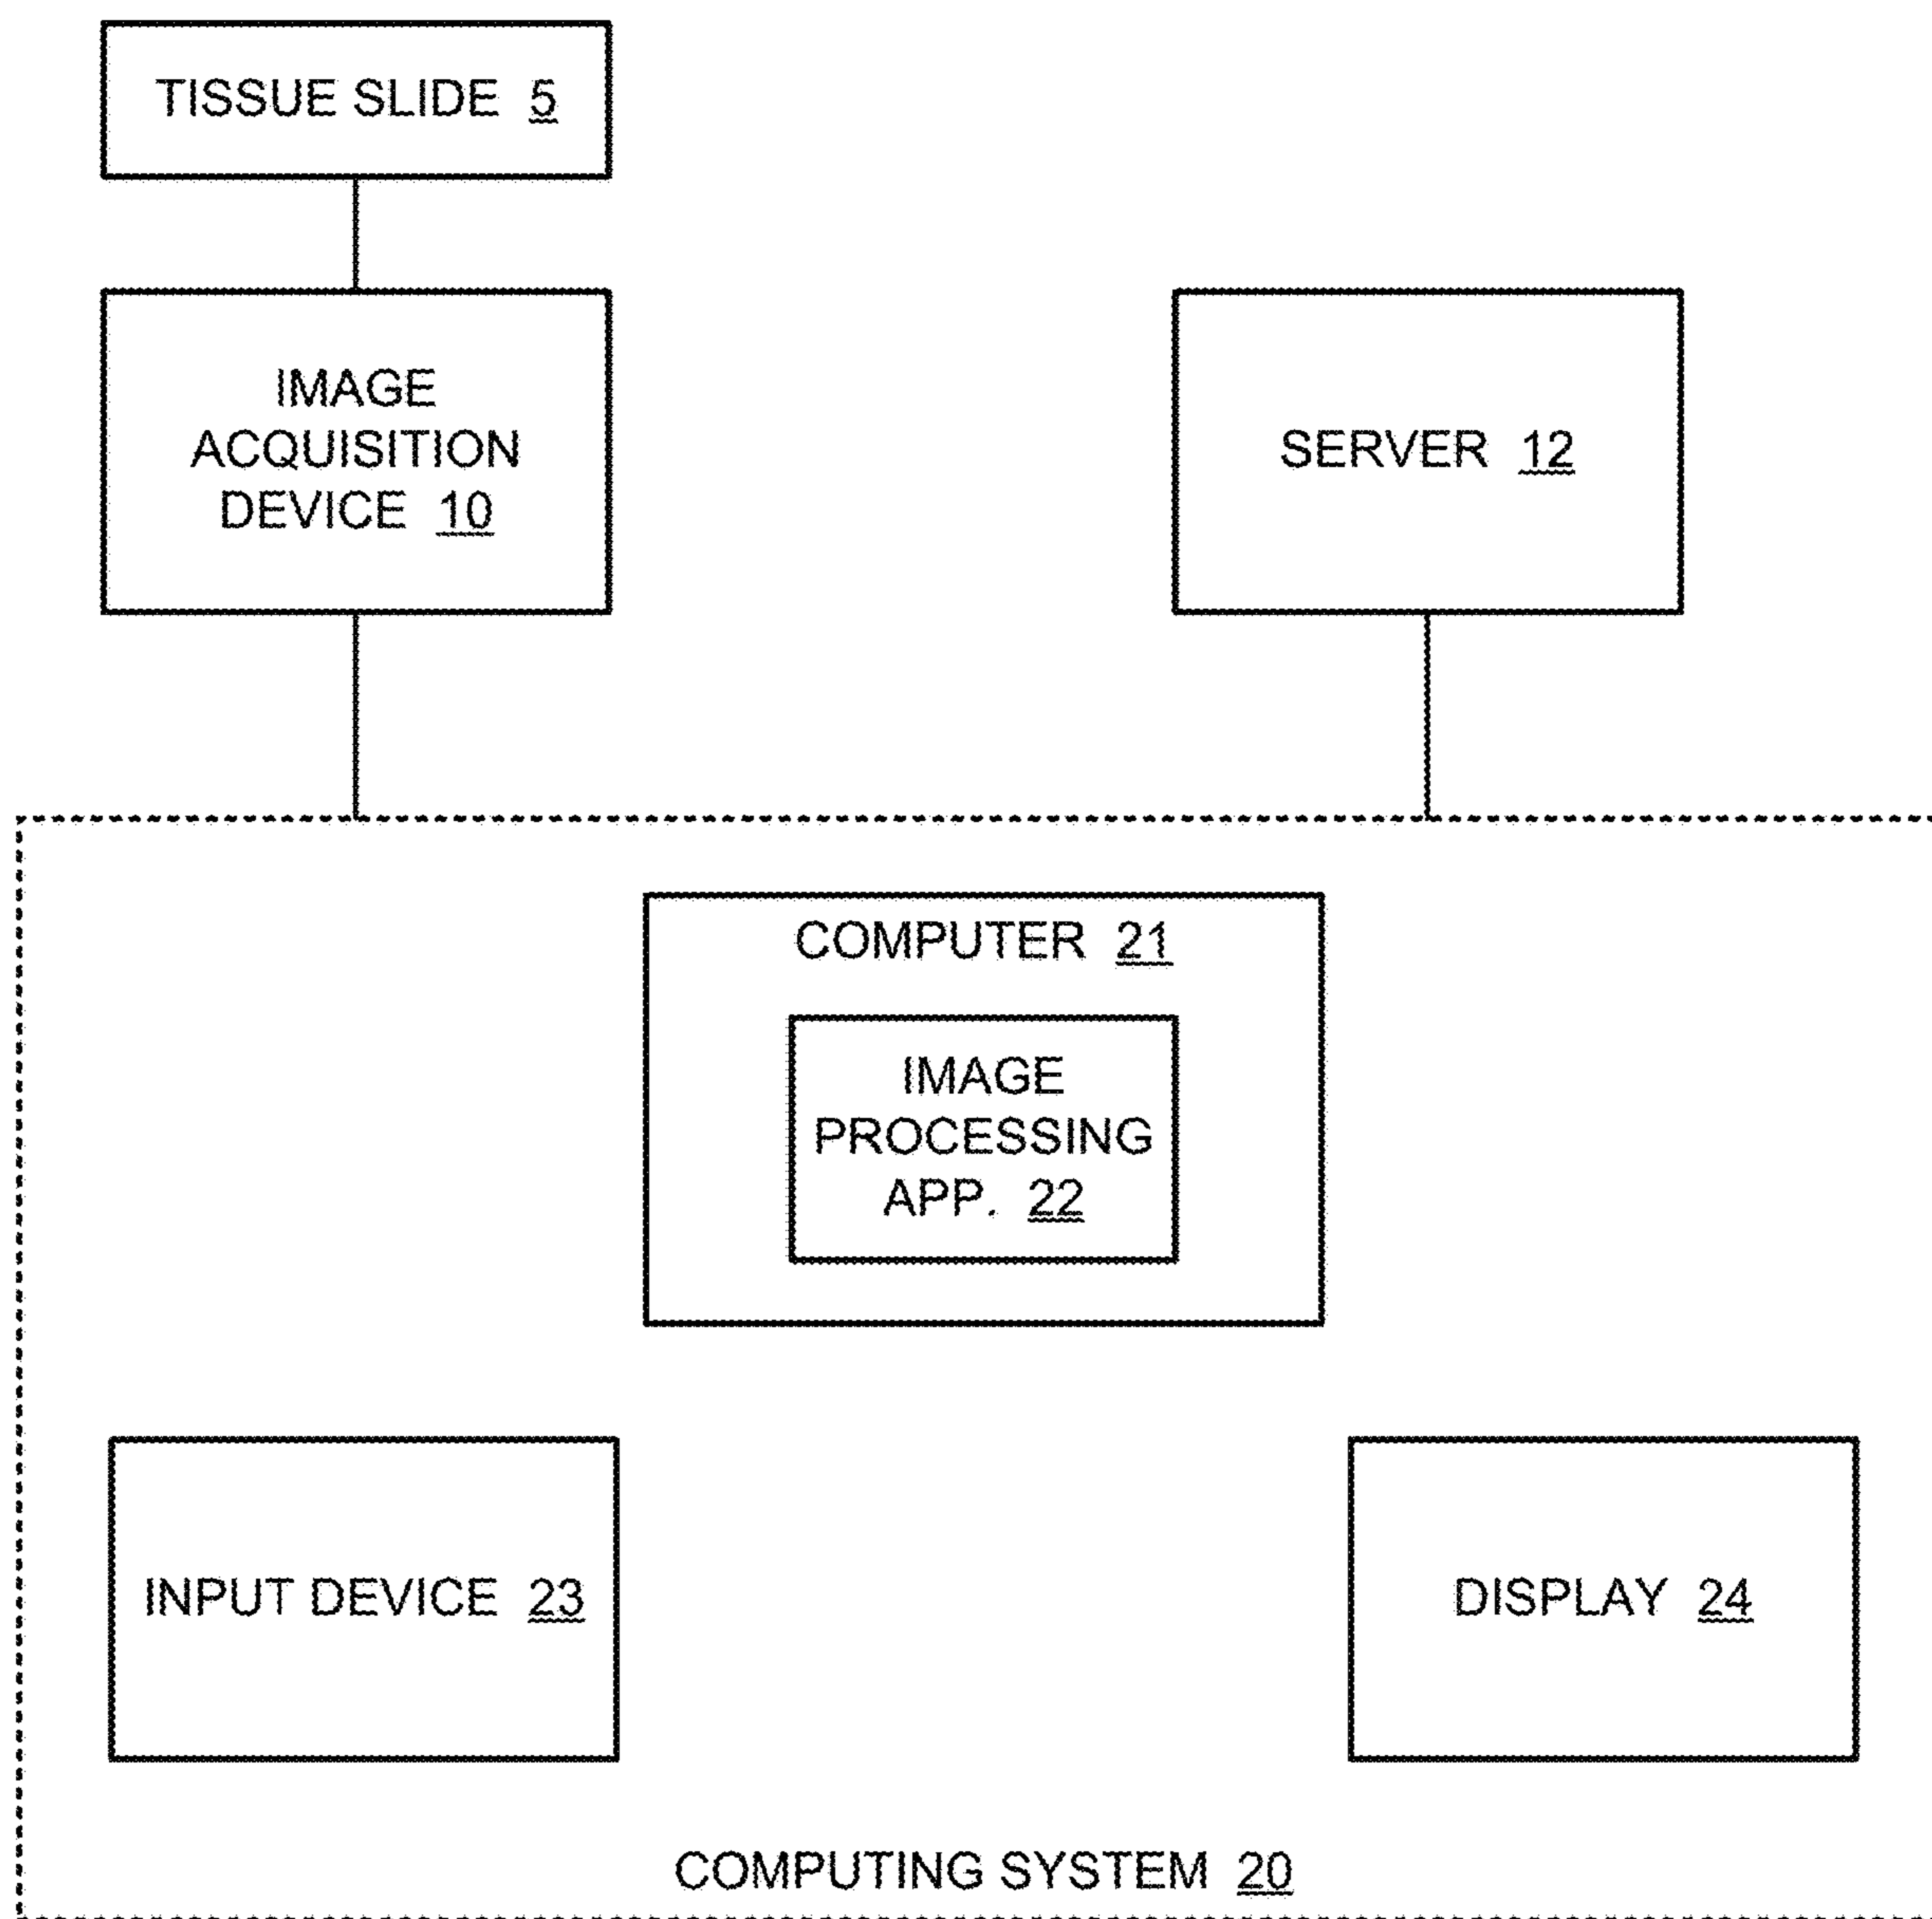 TISSUE SLIDE 5
IMAGE
ACQUISITION
DEVICE 10
SERVER 12
COMPUTER 21
IMAGE
PROCESSING
APP. 22
INPUT DEVICE 23
DISPLAY 24
COMPUTING SYSTEM 20